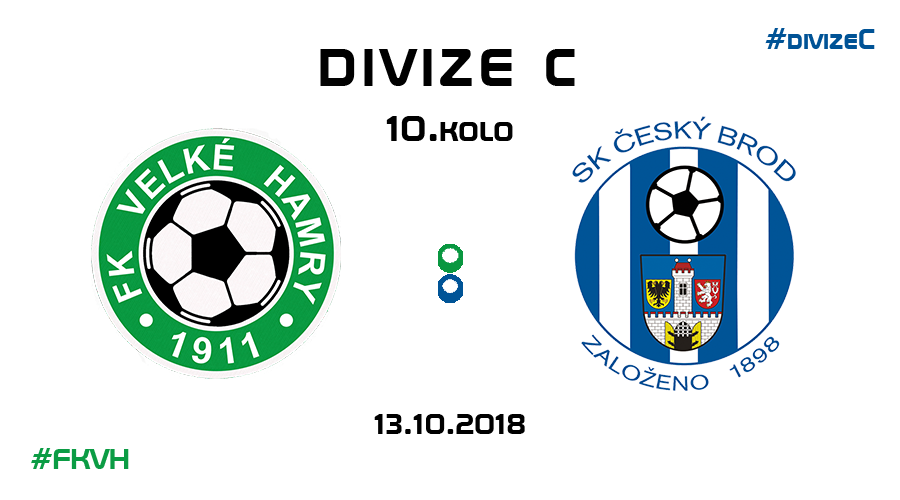 #DIVIZEC
DIVIZE C
10.KOLO
FK VELKÉ HAMRY
1911
SK ČESKÝ BROD
ZALOŽENO 1898
13.10.2018
#FKVH